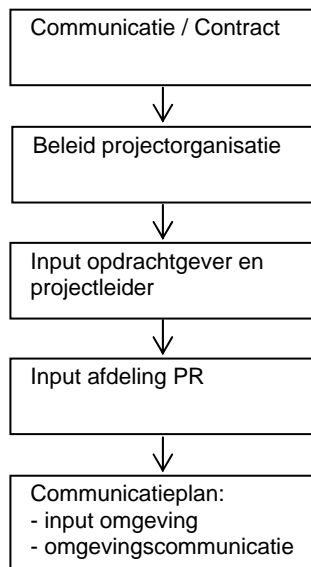 Communicatie / Contract
Beleid projectorganisatie
Input opdrachtgever en
projectleider
Input afdeling PR
Communicatieplan:
- input omgeving
- omgevingscommunicatie